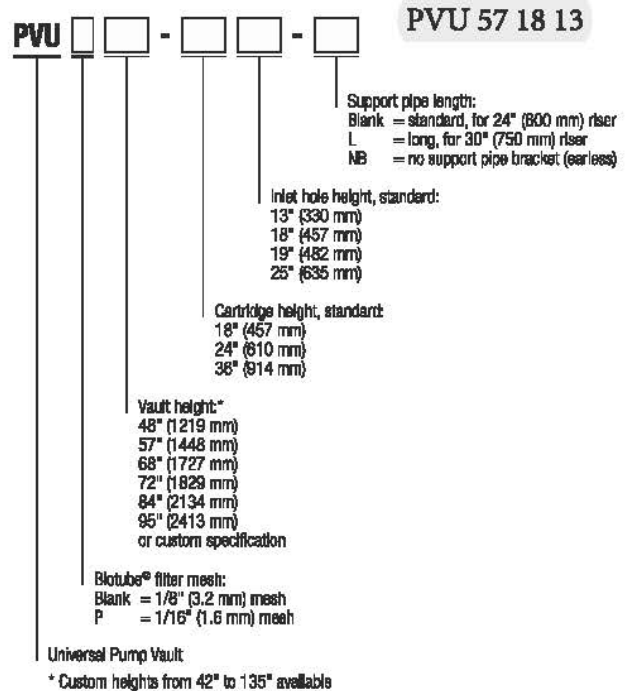 PVU - -
PVU 57 18 13
Support pipe length:
Blank = standard, for 24" (600 mm) riser
L = long, for 30" (750 mm) riser
NB = no support pipe bracket (earless)
Inlet hole height, standard:
13" (330 mm)
18" (457 mm)
19" (482 mm)
25" (635 mm)
Cartridge height, standard:
18" (457 mm)
24" (610 mm)
36" (914 mm)
Vault height:*
48" (1219 mm)
57" (1448 mm)
68" (1727 mm)
72" (1829 mm)
84" (2134 mm)
95" (2413 mm)
or custom specification
Biotube® filter mesh:
Blank = 1/8" (3.2 mm) mesh
P = 1/16" (1.6 mm) mesh
Universal Pump Vault
* Custom heights from 42" to 135" available